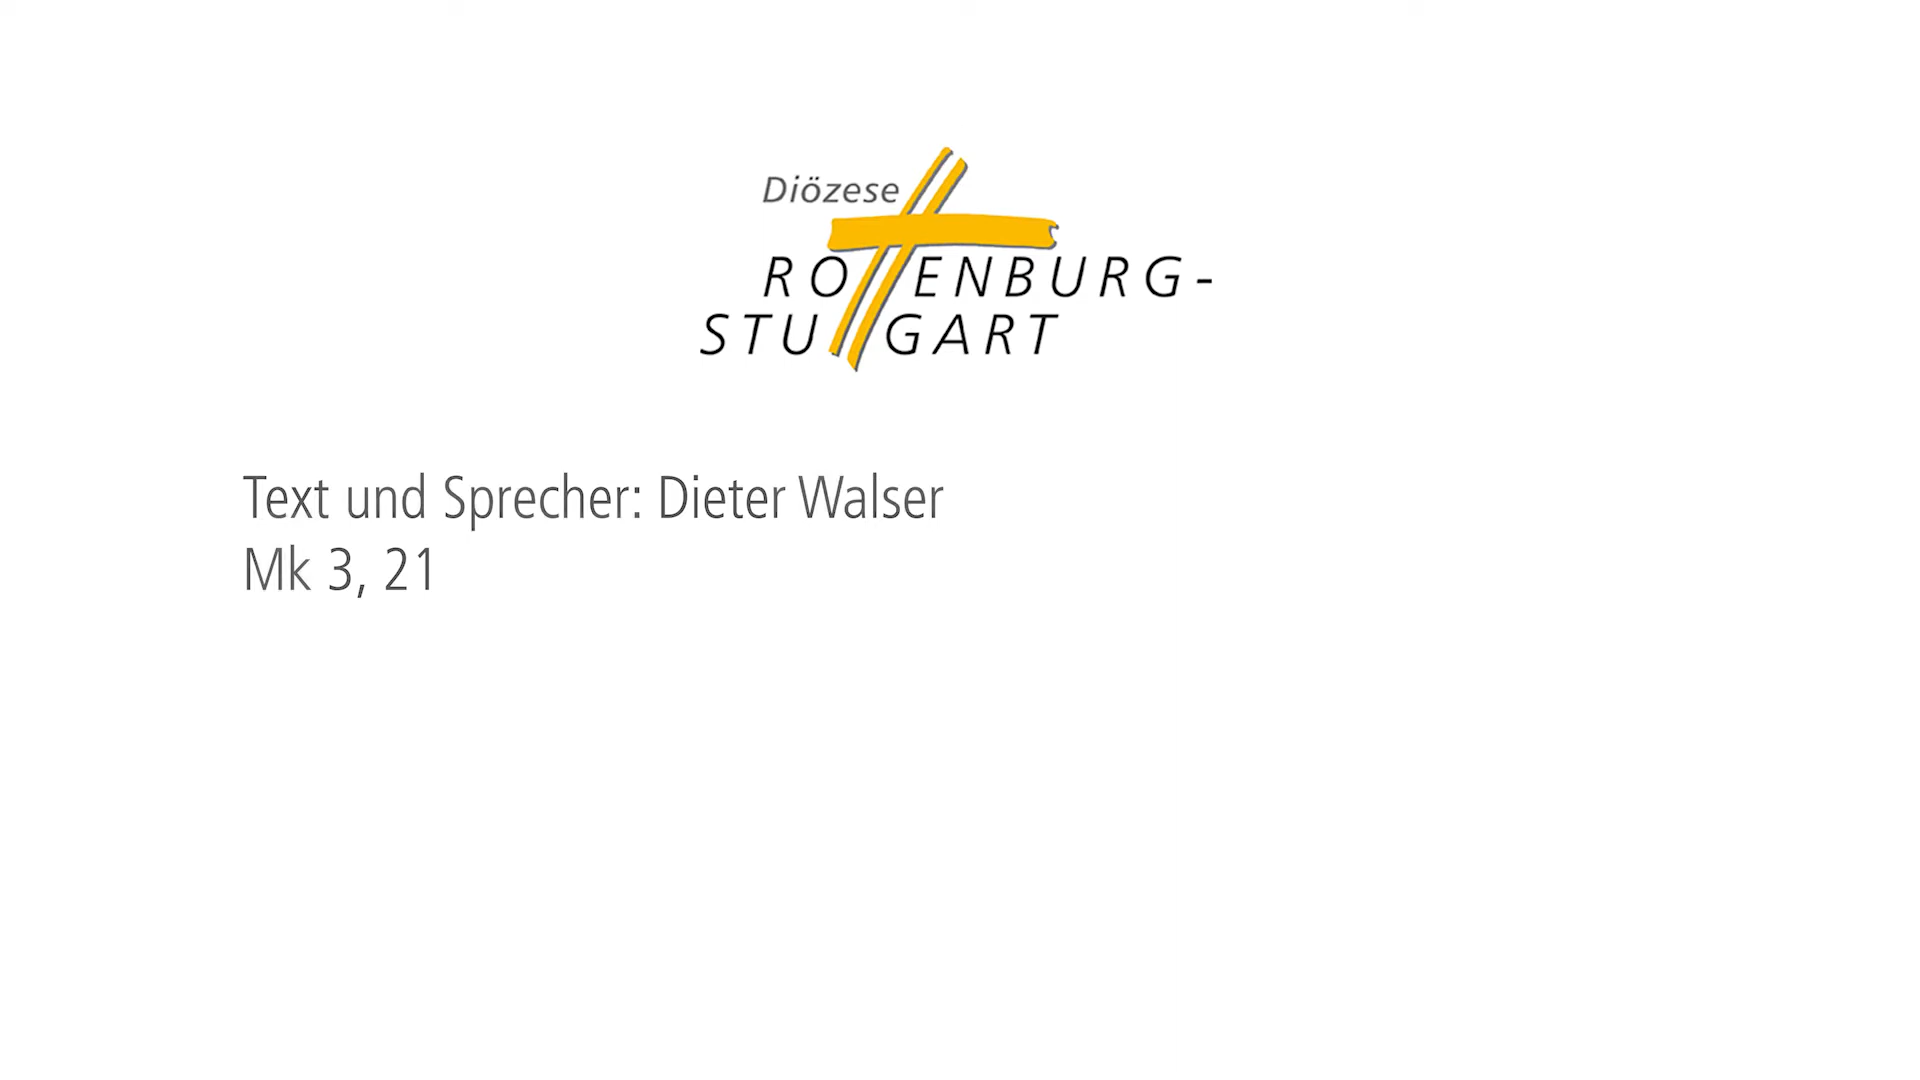 Diözese
ROTTENBURG-
STUTTGART
Text und Sprecher: Dieter Walser
Mk 3, 21